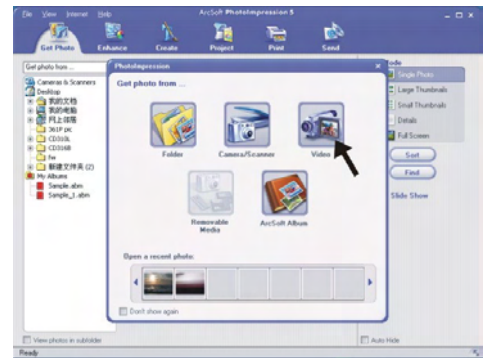 File View Internet Help
ArcSoft PhotoImpression 5
Get Photo Enhance Create Project Print Send
Get photo from ...
Cameras & Scanners
Desktop
我的文档
我的电脑
网上邻居
361P pc
CD310L
CD316B
fw
新建文件夹 (2)
My Albums
Sample.abm
Sample_1.abm
PhotoImpression
Get photo from ...
Folder Camera/Scanner Video
Removable Media ArcSoft Album
Open a recent photo:
Don't show again
Single Photo
Large Thumbnails
Small Thumbnails
Details
Full Screen
Sort
Find
Slide Show
View photos in subfolder
Auto Hide
Ready